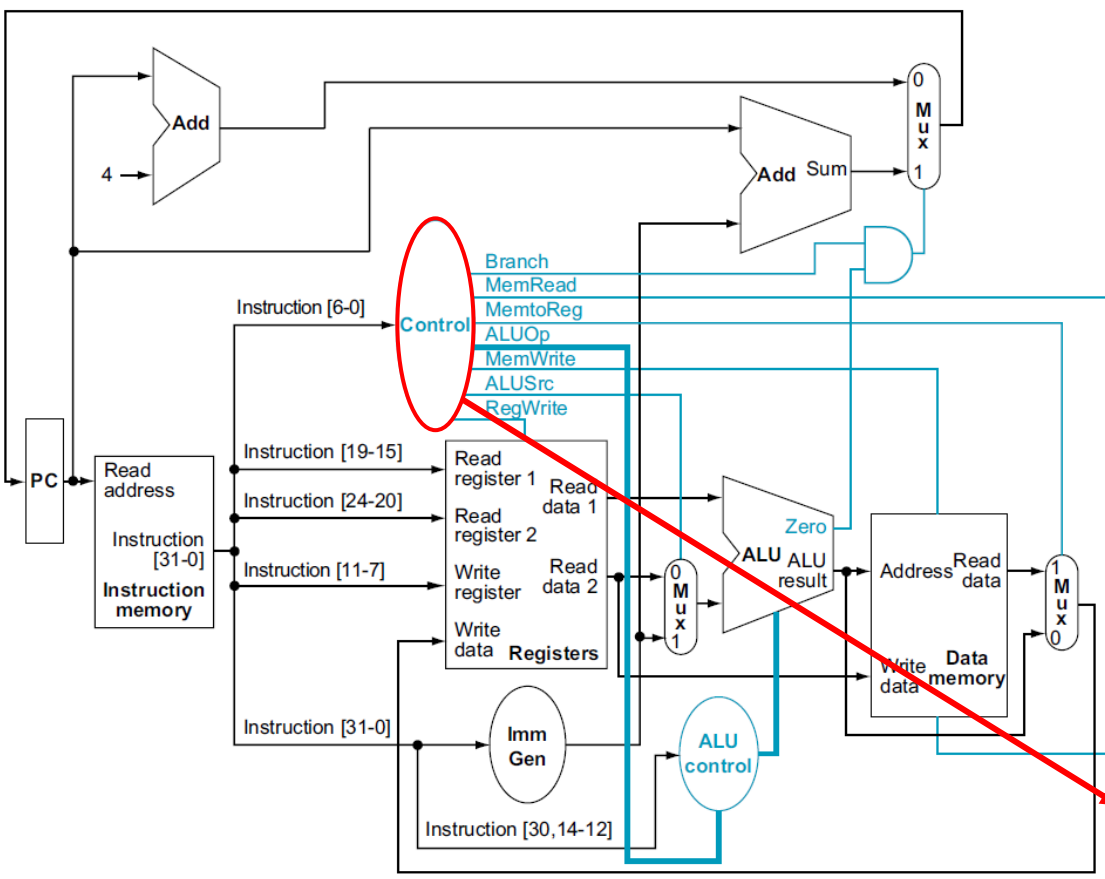 0
M
u
x
1
Add
Add Sum
4
Branch
MemRead
Instruction [6-0]
MemtoReg
Control
ALUOp
MemWrite
ALUSrc
RegWrite
Instruction [19-15]
Read
register 1
Read
data 1
PC
Read
address
Instruction [24-20]
Read
register 2
Zero
Instruction
[31-0]
Instruction
memory
Instruction [11-7]
Write
register
Read
data 2
0
M
u
x
1
ALU
ALU
result
Address
Read
data
1
M
u
x
0
Write
data
Registers
Write
data
Data
memory
Instruction [31-0]
Imm
Gen
ALU
control
Instruction [30,14-12]